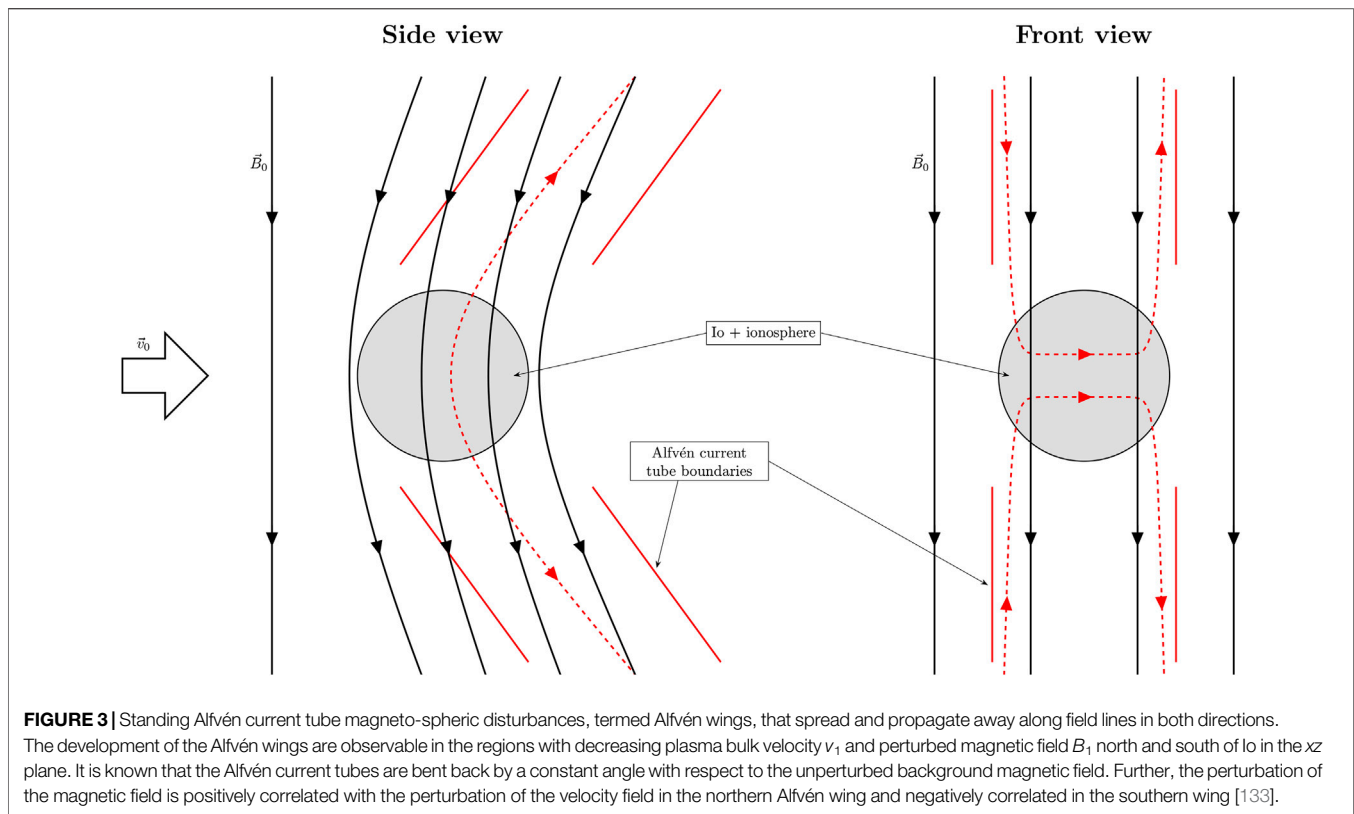 Side view
Front view
B⃗₀
B⃗₀
v⃗₀
Io + ionosphere
Alfvén current
tube boundaries
FIGURE 3 | Standing Alfvén current tube magneto-spheric disturbances, termed Alfvén wings, that spread and propagate away along field lines in both directions.
The development of the Alfvén wings are observable in the regions with decreasing plasma bulk velocity v₁ and perturbed magnetic field B₁ north and south of Io in the xz
plane. It is known that the Alfvén current tubes are bent back by a constant angle with respect to the unperturbed background magnetic field. Further, the perturbation of
the magnetic field is positively correlated with the perturbation of the velocity field in the northern Alfvén wing and negatively correlated in the southern wing [133].